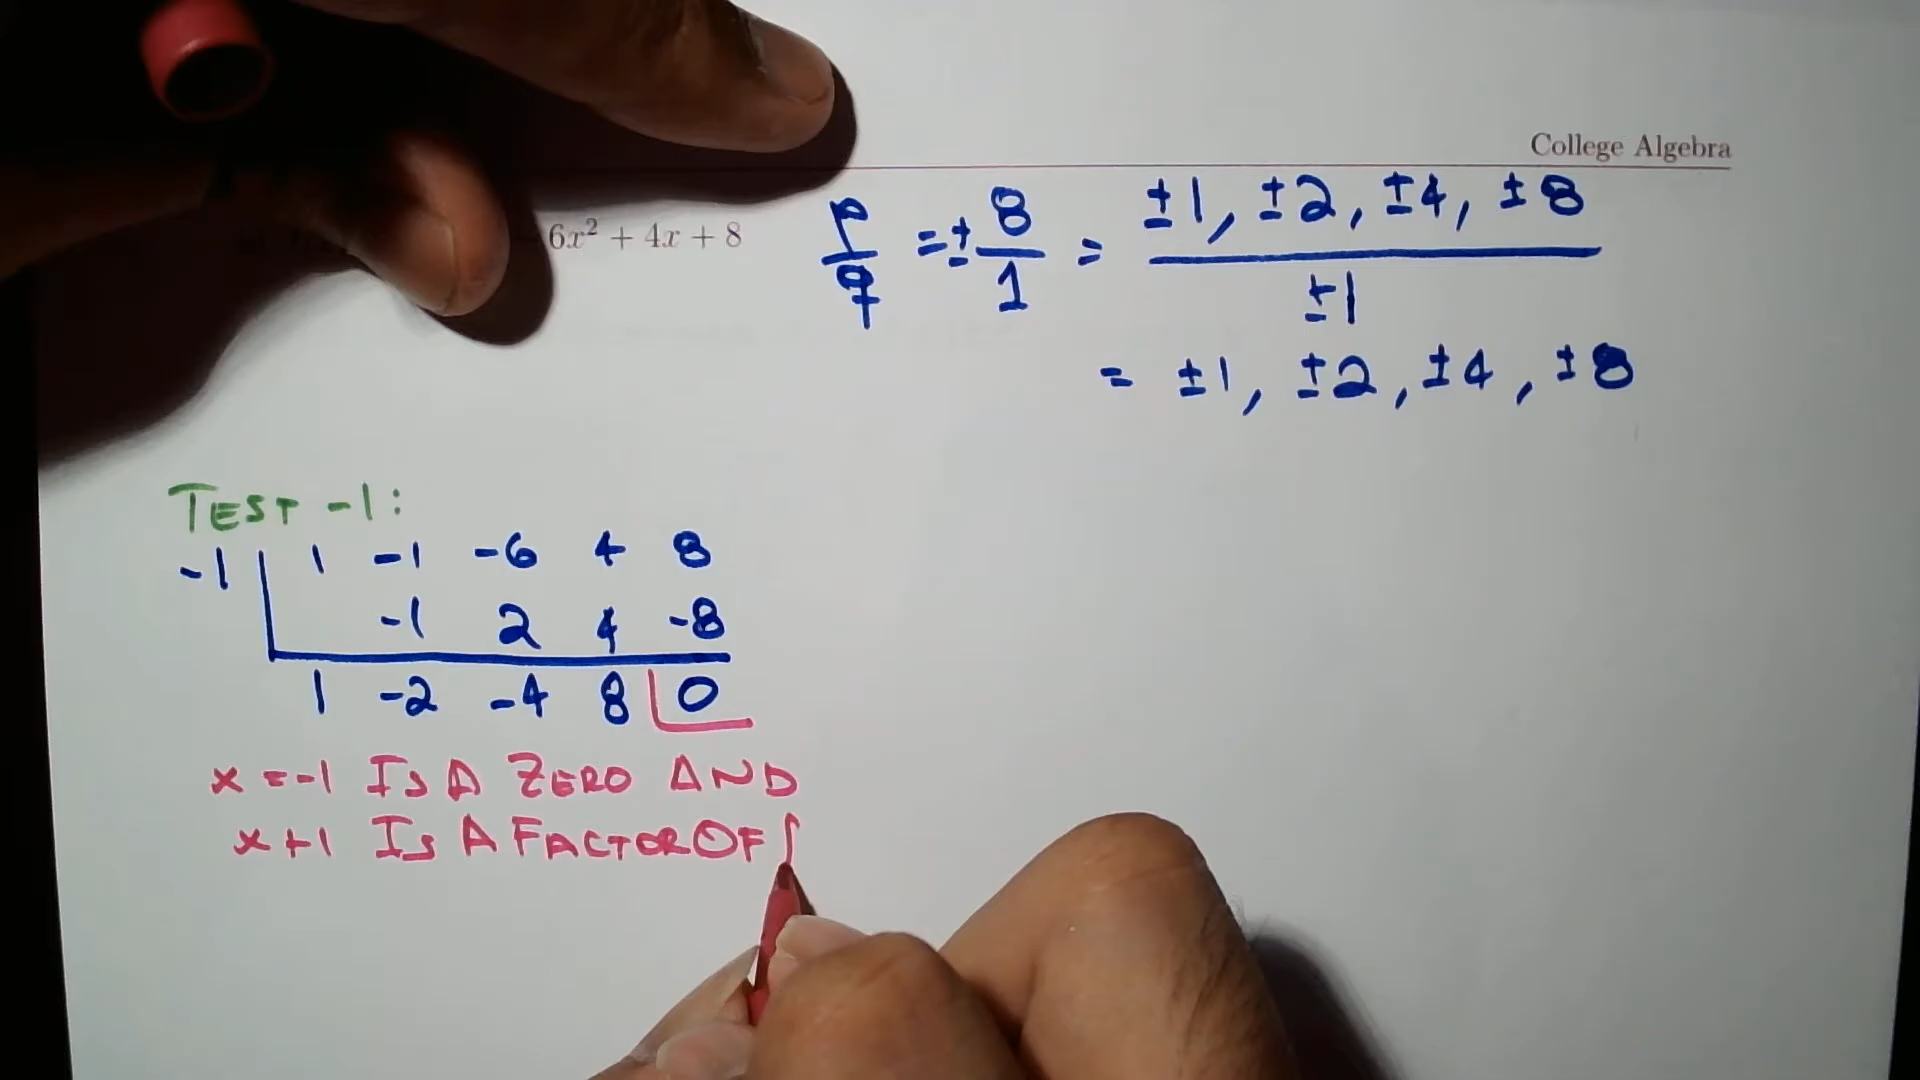 College Algebra
6x² + 4x + 8
p/q = ± 8/1 = ±1, ±2, ±4, ±8 / ±1
= ±1, ±2, ±4, ±8
TEST -1:
-1 | 1 -1 -6 4 8
-1 2 4 -8
1 -2 -4 8 0
x = -1 IS A ZERO AND
x+1 IS A FACTOR OF